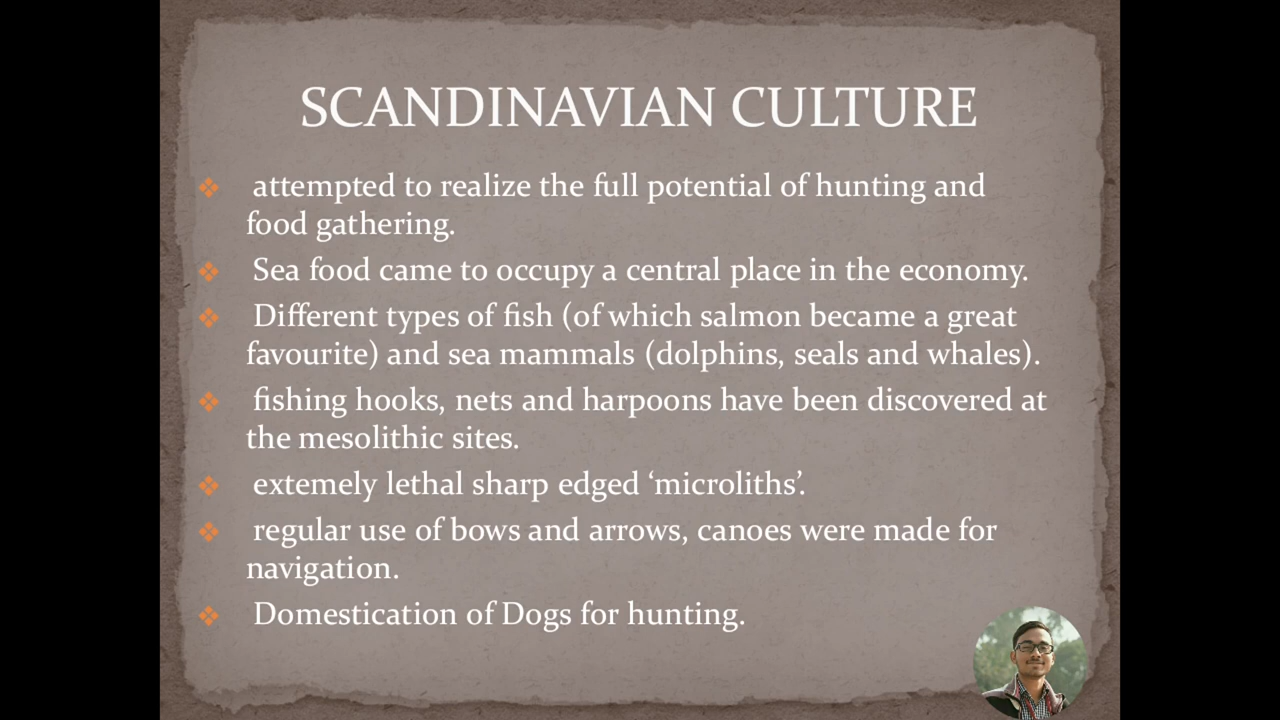 SCANDINAVIAN CULTURE
attempted to realize the full potential of hunting and
food gathering.
Sea food came to occupy a central place in the economy.
Different types of fish (of which salmon became a great
favourite) and sea mammals (dolphins, seals and whales).
fishing hooks, nets and harpoons have been discovered at
the mesolithic sites.
extemely lethal sharp edged ‘microliths’.
regular use of bows and arrows, canoes were made for
navigation.
Domestication of Dogs for hunting.